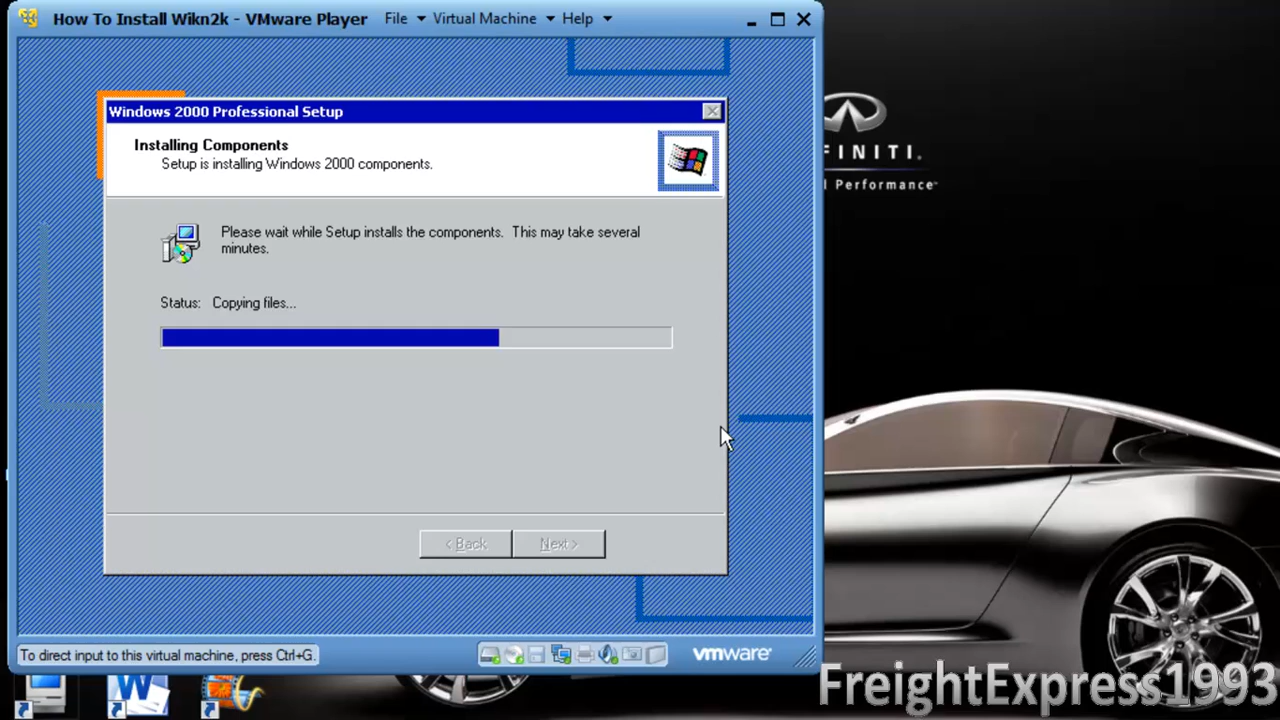 How To Install Wikn2k - VMware Player File Virtual Machine Help
Windows 2000 Professional Setup
Installing Components
Setup is installing Windows 2000 components.
Please wait while Setup installs the components. This may take several
minutes.
Status: Copying files...
< Back Next >
To direct input to this virtual machine, press Ctrl+G.
vmware
FINITI.
l Performance
W
FreightExpress1993